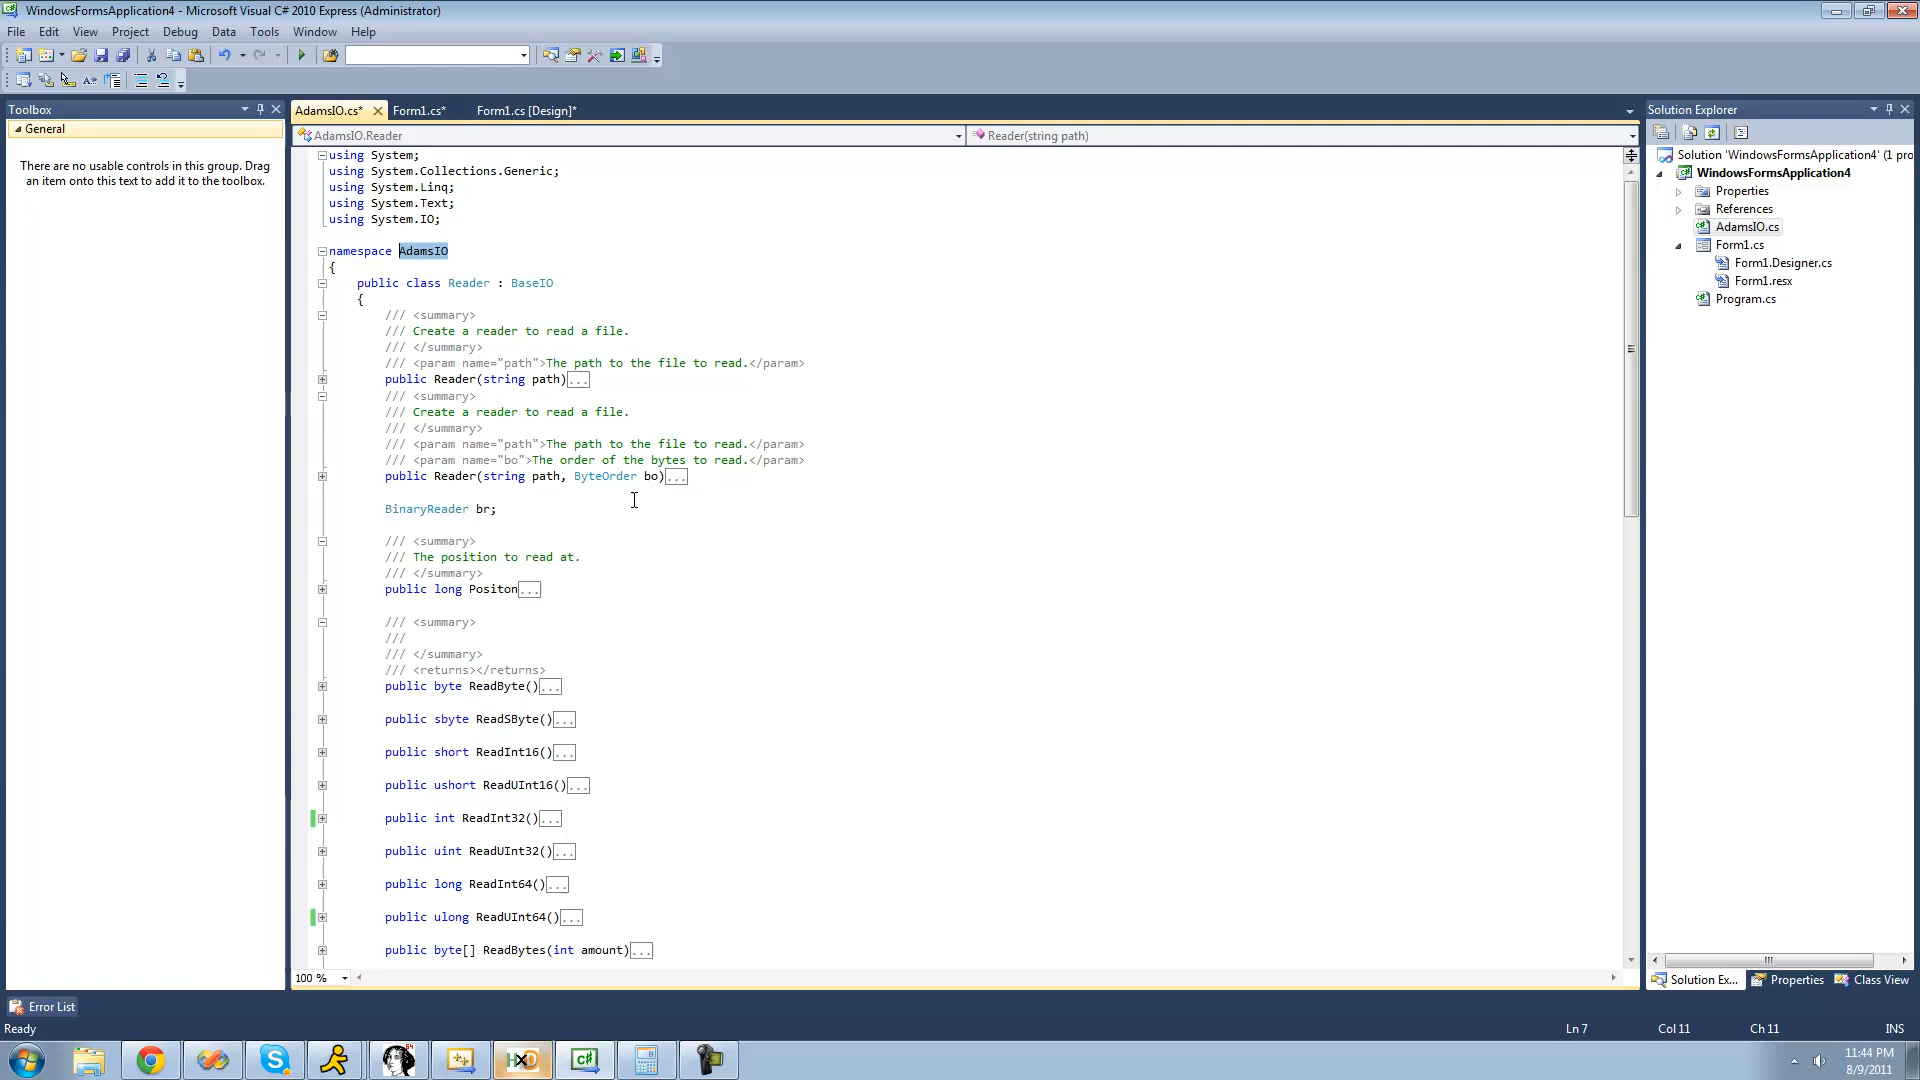 WindowsFormsApplication4 - Microsoft Visual C# 2010 Express (Administrator)
File Edit View Project Debug Data Tools Window Help
Toolbox
General
There are no usable controls in this group. Drag
an item onto this text to add it to the toolbox.
AdamsIO.cs* Form1.cs* Form1.cs [Design]*
AdamsIO.Reader Reader(string path)
using System;
using System.Collections.Generic;
using System.Linq;
using System.Text;
using System.IO;
namespace AdamsIO
{
public class Reader : BaseIO
{
/// <summary>
/// Create a reader to read a file.
/// </summary>
/// <param name="path">The path to the file to read.</param>
public Reader(string path)...
/// <summary>
/// Create a reader to read a file.
/// </summary>
/// <param name="path">The path to the file to read.</param>
/// <param name="bo">The order of the bytes to read.</param>
public Reader(string path, ByteOrder bo)...
BinaryReader br;
/// <summary>
/// The position to read at.
/// </summary>
public long Positon...
/// <summary>
///
/// </summary>
/// <returns></returns>
public byte ReadByte()...
public sbyte ReadSByte()...
public short ReadInt16()...
public ushort ReadUInt16()...
public int ReadInt32()...
public uint ReadUInt32()...
public long ReadInt64()...
public ulong ReadUInt64()...
public byte[] ReadBytes(int amount)...
100 %
Solution Explorer
Solution 'WindowsFormsApplication4' (1 pro
WindowsFormsApplication4
Properties
References
AdamsIO.cs
Form1.cs
Form1.Designer.cs
Form1.resx
Program.cs
Solution Ex... Properties Class View
Error List
Ready Ln 7 Col 11 Ch 11 INS
11:44 PM
8/9/2011